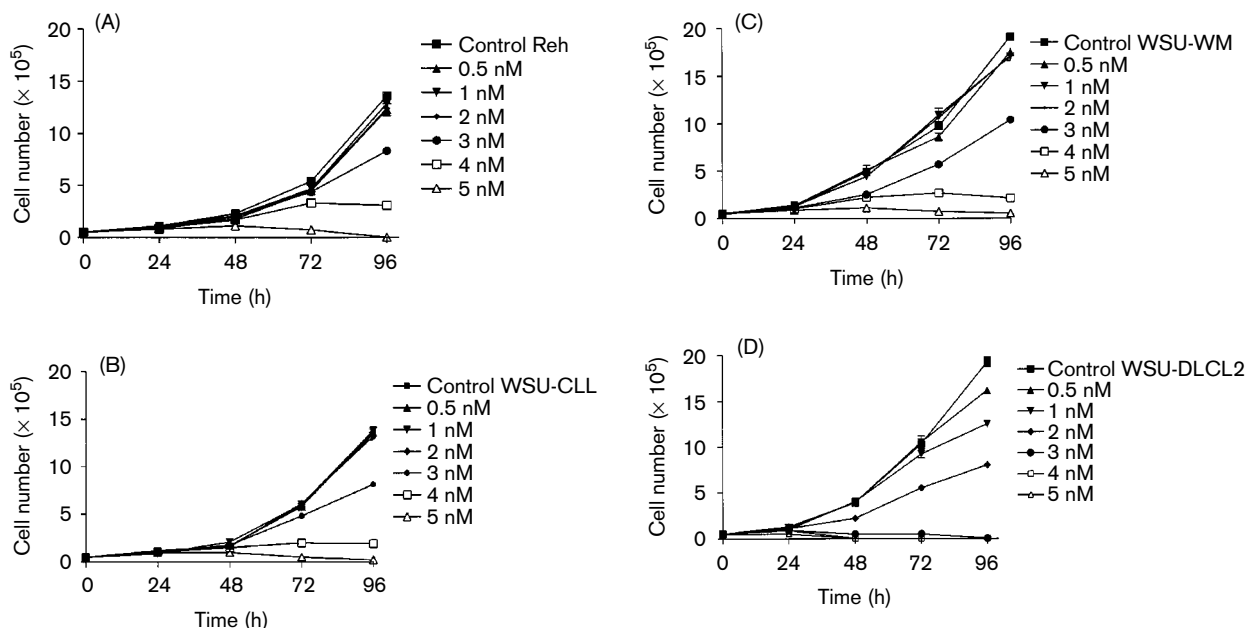 (A)
Cell number (× 10⁵)
20
15
10
5
0
0 24 48 72 96
Time (h)
Control Reh
0.5 nM
1 nM
2 nM
3 nM
4 nM
5 nM
(B)
Cell number (× 10⁵)
20
15
10
5
0
0 24 48 72 96
Time (h)
Control WSU-CLL
0.5 nM
1 nM
2 nM
3 nM
4 nM
5 nM
(C)
Cell number (× 10⁵)
20
15
10
5
0
0 24 48 72 96
Time (h)
Control WSU-WM
0.5 nM
1 nM
2 nM
3 nM
4 nM
5 nM
(D)
Cell number (× 10⁵)
20
15
10
5
0
0 24 48 72 96
Time (h)
Control WSU-DLCL2
0.5 nM
1 nM
2 nM
3 nM
4 nM
5 nM